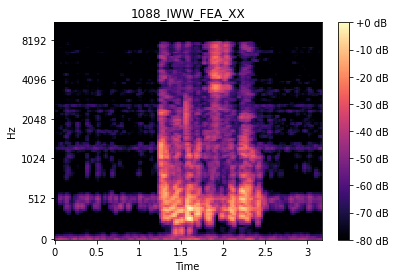 1088_IWW_FEA_XX
+0 dB
8192
-10 dB
4096
-20 dB
-30 dB
2048
Hz
-40 dB
1024
-50 dB
512
-60 dB
-70 dB
0
-80 dB
0 0.5 1 1.5 2 2.5 3
Time